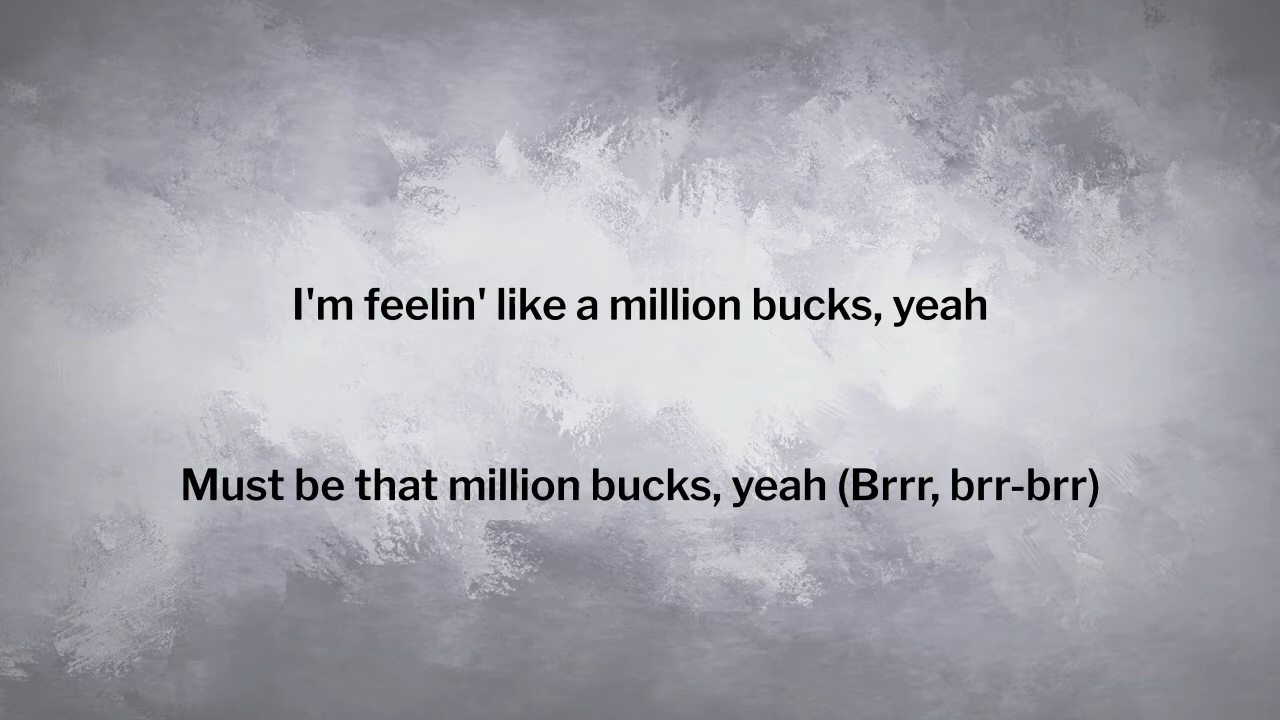 I'm feelin' like a million bucks, yeah
Must be that million bucks, yeah (Brrr, brr-brr)